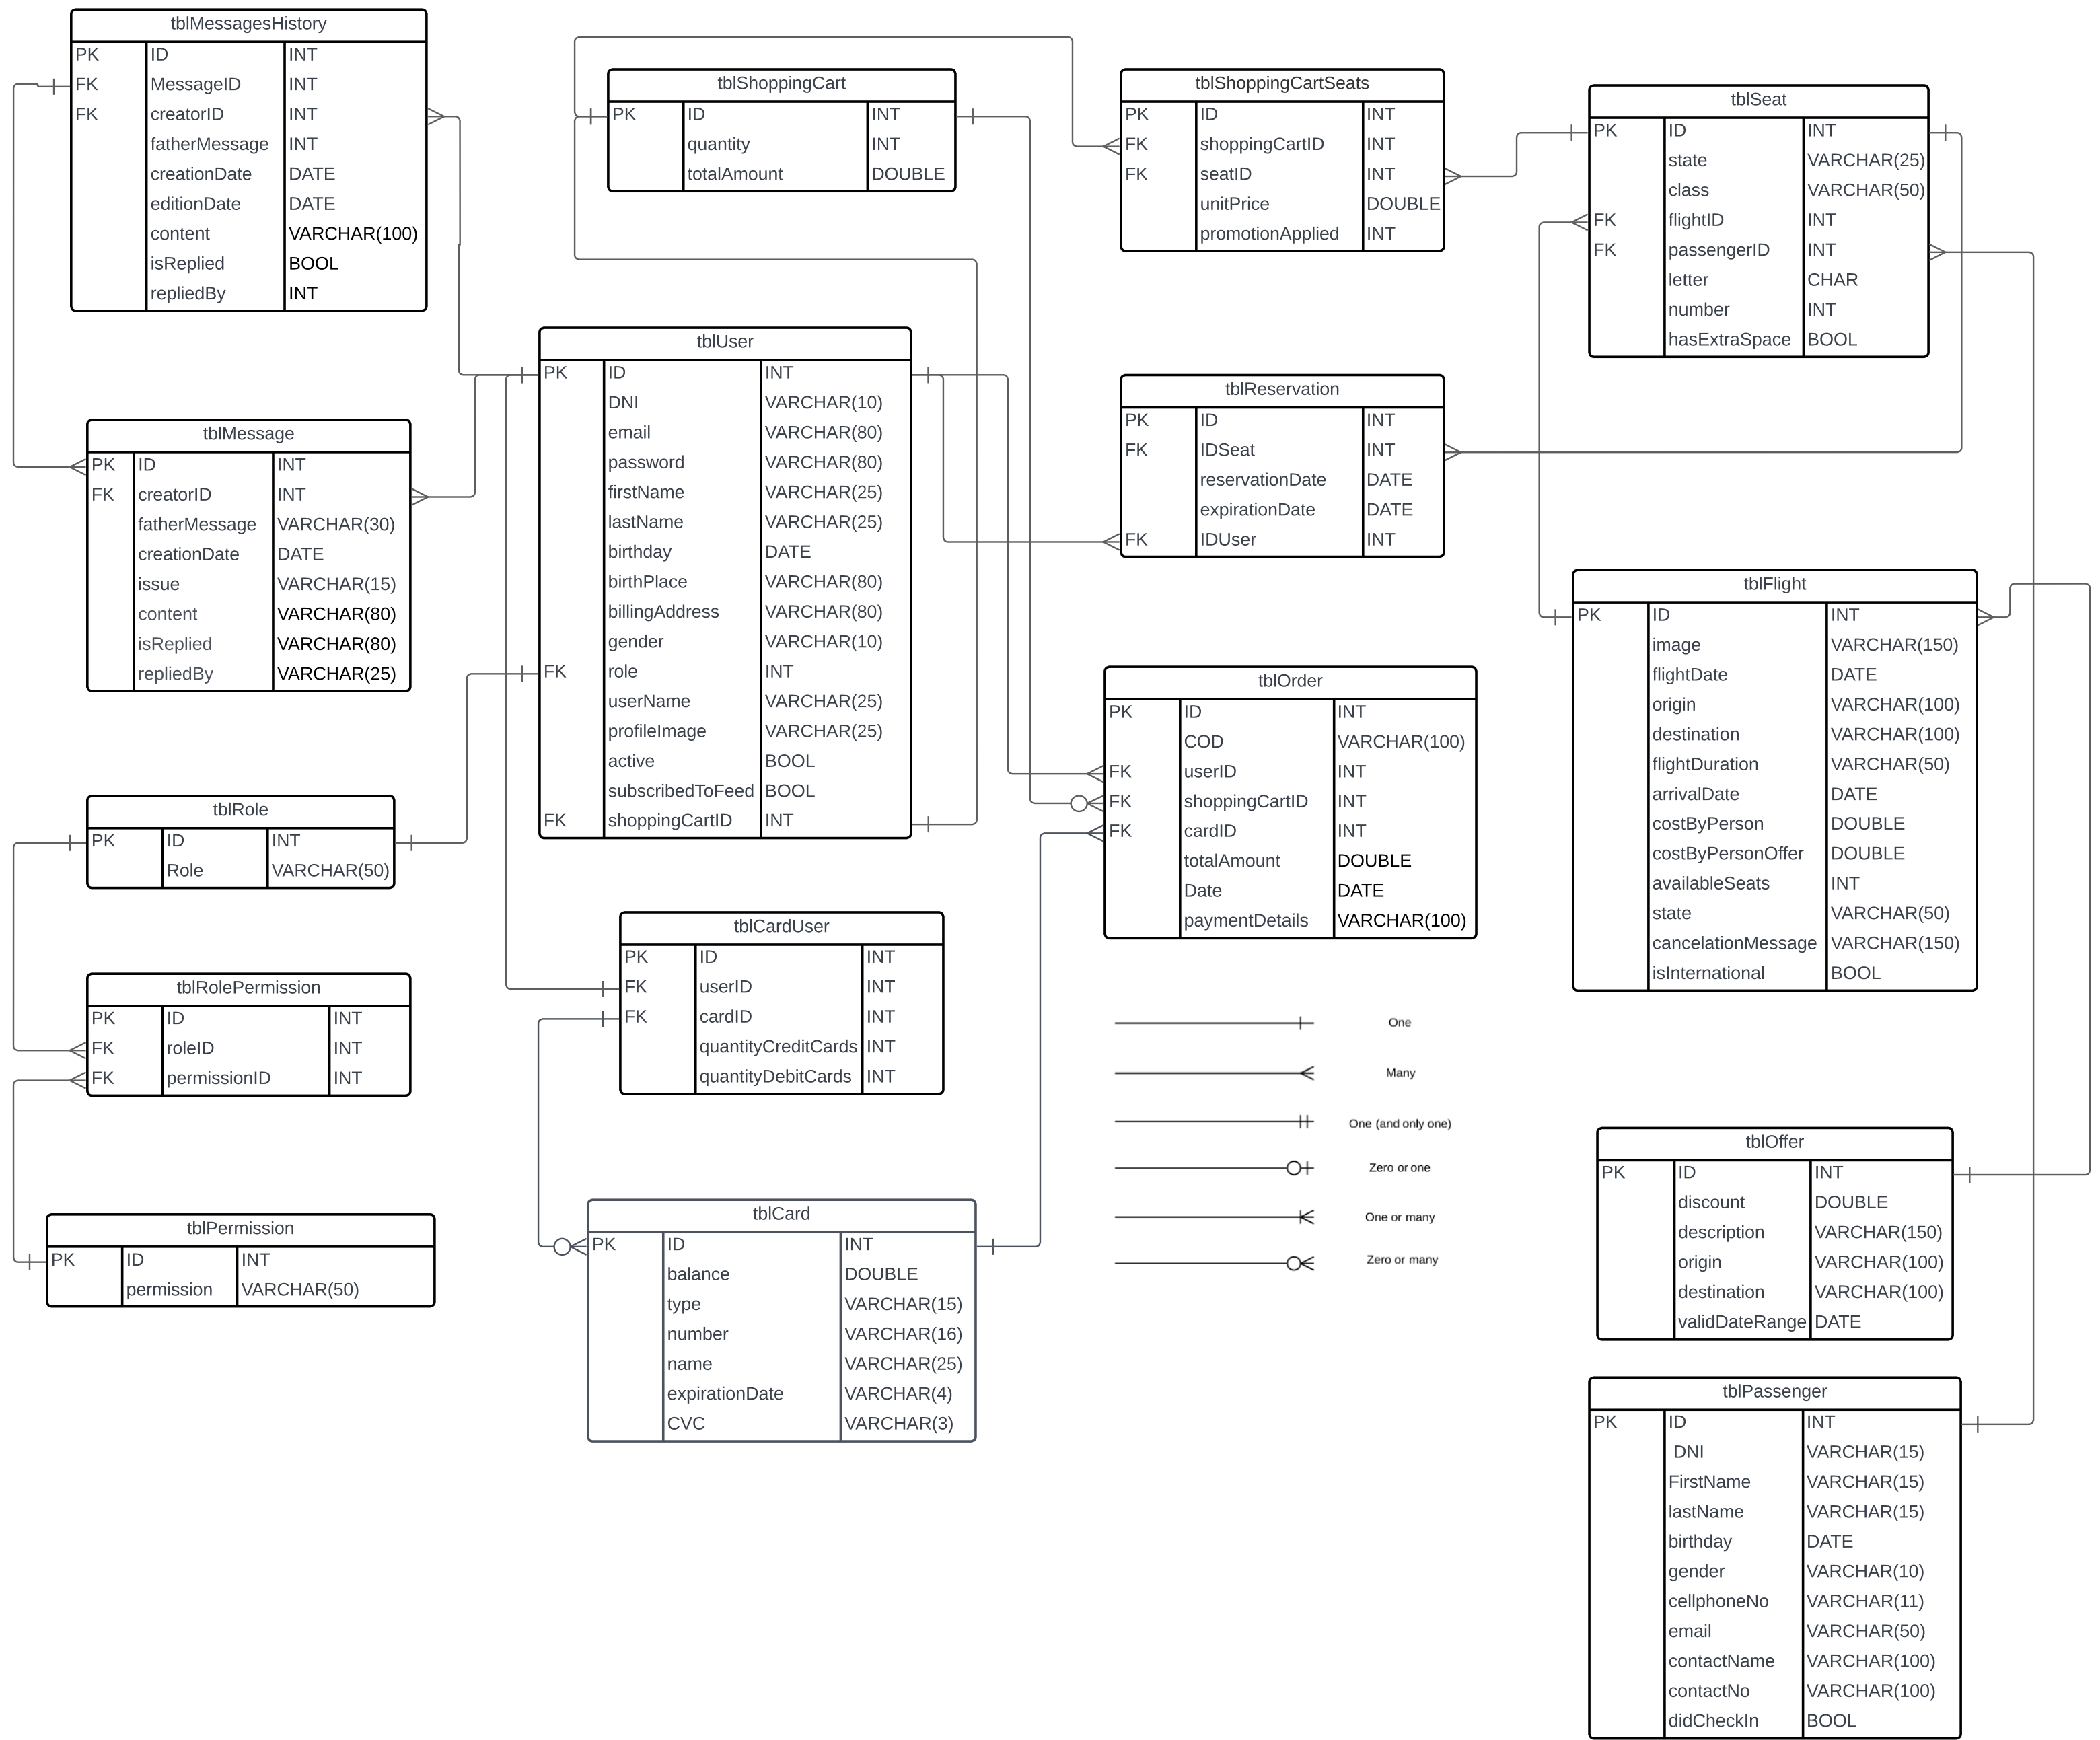 tblMessagesHistory
PK ID INT
FK MessageID INT
FK creatorID INT
fatherMessage INT
creationDate DATE
editionDate DATE
content VARCHAR(100)
isReplied BOOL
repliedBy INT
tblShoppingCart
PK ID INT
quantity INT
totalAmount DOUBLE
tblShoppingCartSeats
PK ID INT
FK shoppingCartID INT
FK seatID INT
unitPrice DOUBLE
promotionApplied INT
tblSeat
PK ID INT
state VARCHAR(25)
class VARCHAR(50)
FK flightID INT
FK passengerID INT
letter CHAR
number INT
hasExtraSpace BOOL
tblMessage
PK ID INT
FK creatorID INT
fatherMessage VARCHAR(30)
creationDate DATE
issue VARCHAR(15)
content VARCHAR(80)
isReplied VARCHAR(80)
repliedBy VARCHAR(25)
tblUser
PK ID INT
DNI VARCHAR(10)
email VARCHAR(80)
password VARCHAR(80)
firstName VARCHAR(25)
lastName VARCHAR(25)
birthday DATE
birthPlace VARCHAR(80)
billingAddress VARCHAR(80)
gender VARCHAR(10)
FK role INT
userName VARCHAR(25)
profileImage VARCHAR(25)
active BOOL
subscribedToFeed BOOL
FK shoppingCartID INT
tblReservation
PK ID INT
FK IDSeat INT
reservationDate DATE
expirationDate DATE
FK IDUser INT
tblFlight
PK ID INT
image VARCHAR(150)
flightDate DATE
origin VARCHAR(100)
destination VARCHAR(100)
flightDuration VARCHAR(50)
arrivalDate DATE
costByPerson DOUBLE
costByPersonOffer DOUBLE
availableSeats INT
state VARCHAR(50)
cancelationMessage VARCHAR(150)
isInternational BOOL
tblOrder
PK ID INT
COD VARCHAR(100)
FK userID INT
FK shoppingCartID INT
FK cardID INT
totalAmount DOUBLE
Date DATE
paymentDetails VARCHAR(100)
tblRole
PK ID INT
Role VARCHAR(50)
tblRolePermission
PK ID INT
FK roleID INT
FK permissionID INT
tblPermission
PK ID INT
permission VARCHAR(50)
tblCardUser
PK ID INT
FK userID INT
FK cardID INT
quantityCreditCards INT
quantityDebitCards INT
tblCard
PK ID INT
balance DOUBLE
type VARCHAR(15)
number VARCHAR(16)
name VARCHAR(25)
expirationDate VARCHAR(4)
CVC VARCHAR(3)
One
Many
One (and only one)
Zero or one
One or many
Zero or many
tblOffer
PK ID INT
discount DOUBLE
description VARCHAR(150)
origin VARCHAR(100)
destination VARCHAR(100)
validDateRange DATE
tblPassenger
PK ID INT
DNI VARCHAR(15)
FirstName VARCHAR(15)
lastName VARCHAR(15)
birthday DATE
gender VARCHAR(10)
cellphoneNo VARCHAR(11)
email VARCHAR(50)
contactName VARCHAR(100)
contactNo VARCHAR(100)
didCheckIn BOOL